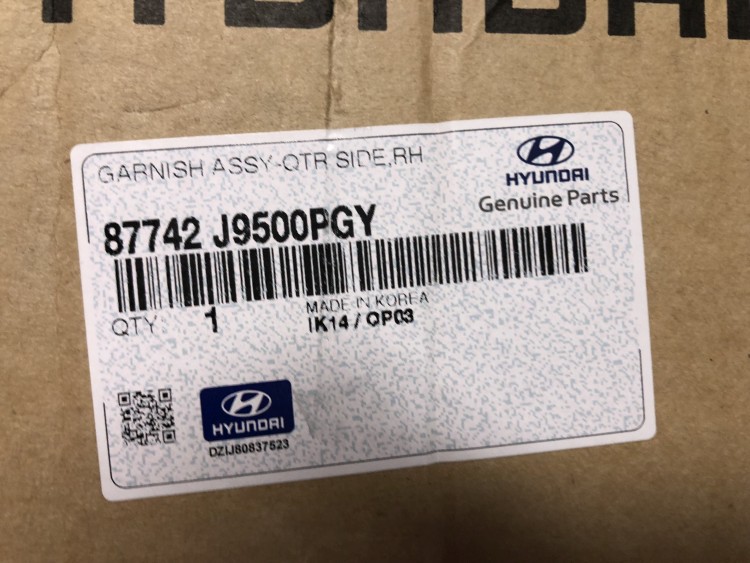 HYUNDAI
GARNISH ASSY-QTR SIDE,RH
HYUNDAI
Genuine Parts
87742 J9500PGY
MADE IN KOREA
QTY 1
IK14 / QP03
HYUNDAI
DZIJ80837523